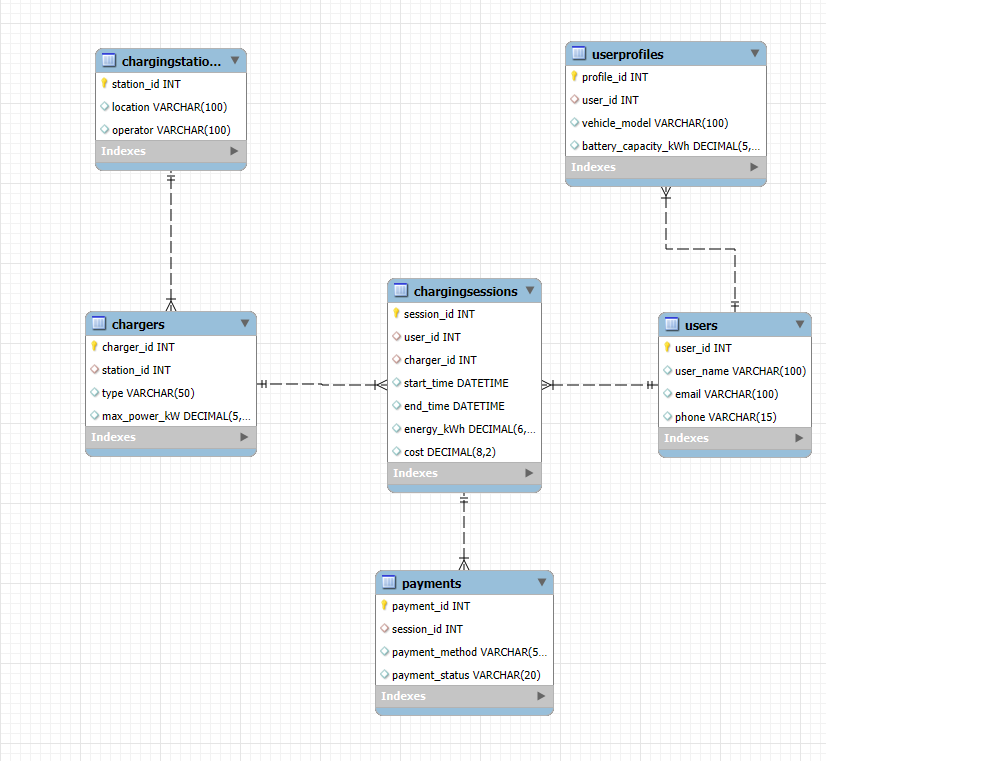 chargingstatio...
station_id INT
location VARCHAR(100)
operator VARCHAR(100)
Indexes
userprofiles
profile_id INT
user_id INT
vehicle_model VARCHAR(100)
battery_capacity_kWh DECIMAL(5,...
Indexes
chargers
charger_id INT
station_id INT
type VARCHAR(50)
max_power_kW DECIMAL(5,...
Indexes
chargingsessions
session_id INT
user_id INT
charger_id INT
start_time DATETIME
end_time DATETIME
energy_kWh DECIMAL(6,...
cost DECIMAL(8,2)
Indexes
users
user_id INT
user_name VARCHAR(100)
email VARCHAR(100)
phone VARCHAR(15)
Indexes
payments
payment_id INT
session_id INT
payment_method VARCHAR(5...
payment_status VARCHAR(20)
Indexes